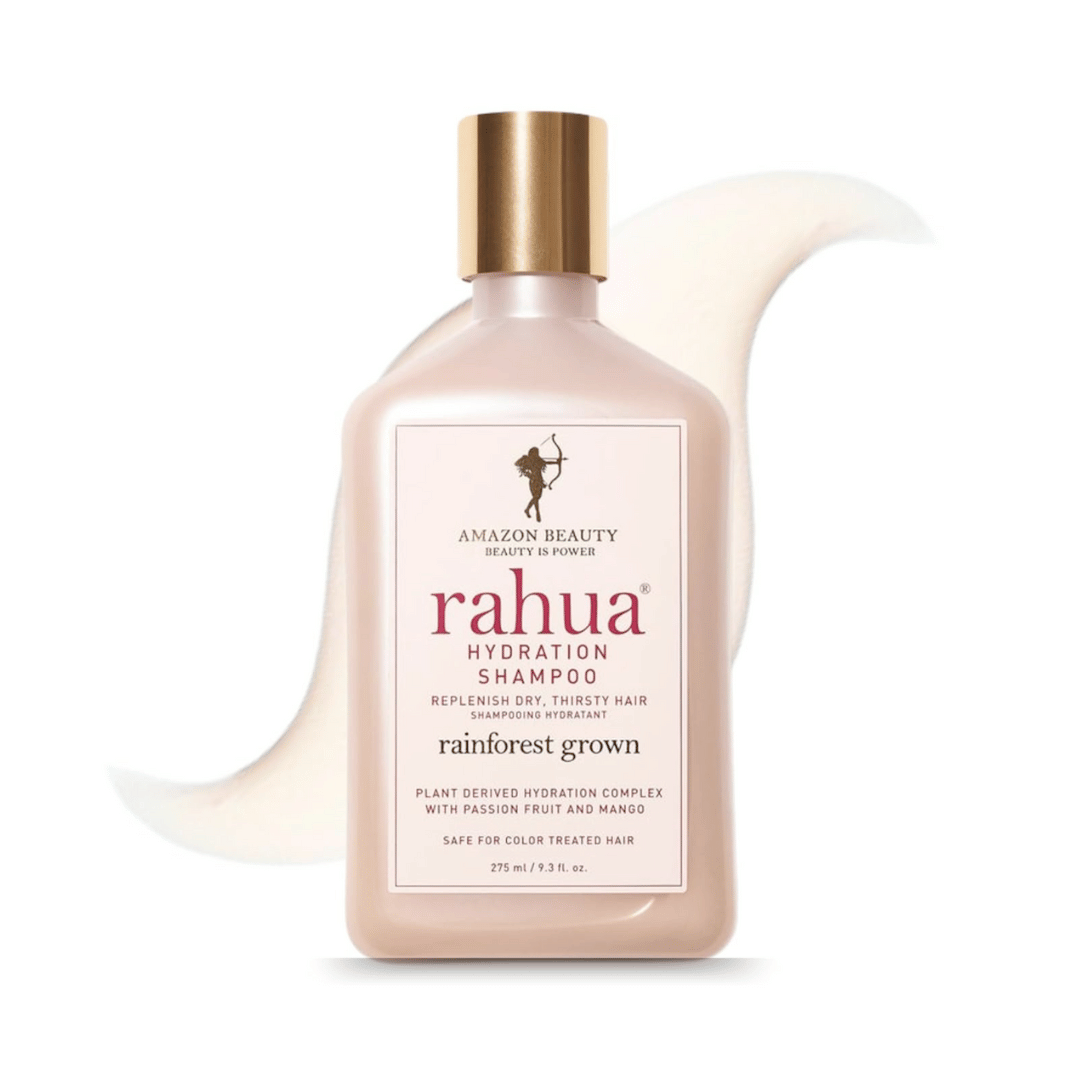 AMAZON BEAUTY
BEAUTY IS POWER
rahua®
HYDRATION
SHAMPOO
REPLENISH DRY, THIRSTY HAIR
SHAMPOOING HYDRATANT
rainforest grown
PLANT DERIVED HYDRATION COMPLEX
WITH PASSION FRUIT AND MANGO
SAFE FOR COLOR TREATED HAIR
275 ml / 9.3 fl. oz.